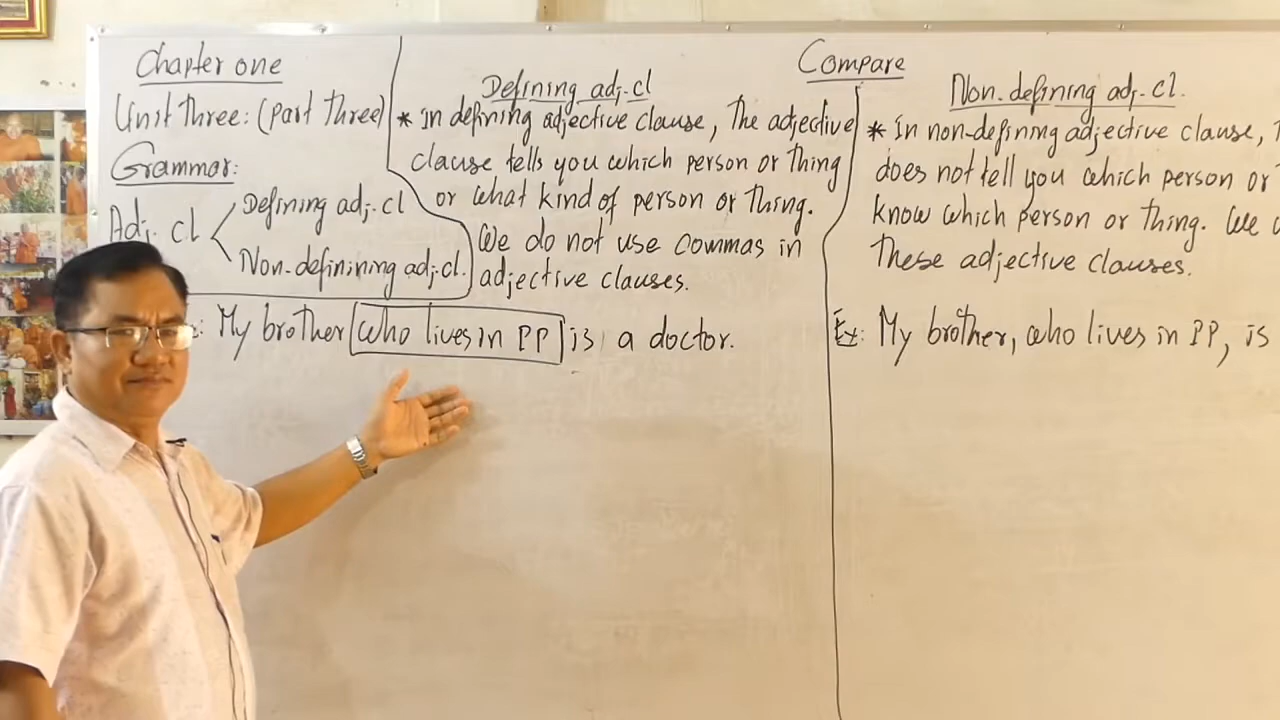 Chapter one
Unit Three: (part three)
Grammar:
Adj. cl
Defining adj. cl
Non-definining adj. cl.
Compare
Defining adj. cl
* In defining adjective clause, The adjective
clause tells you which person or thing
or what kind of person or thing.
We do not use commas in
adjective clauses.
: My brother who lives in PP is a doctor.
Non-defining adj. cl.
* In non-defining adjective clause,
does not tell you which person or
know which person or thing. We
These adjective clauses.
Ex: My brother, who lives in PP, is